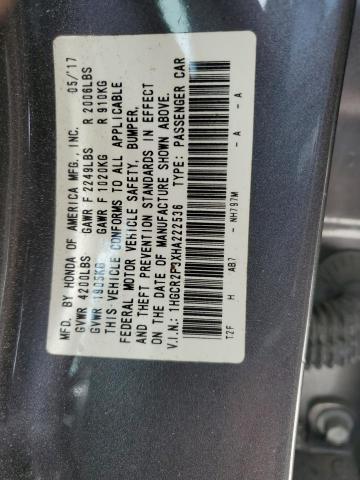 MFD. BY HONDA OF AMERICA MFG., INC. 05/17
GVWR 4200LBS GAWR F 2249LBS R 2006LBS
GVWR 1905KG GAWR F 1020KG R 910KG
THIS VEHICLE CONFORMS TO ALL APPLICABLE
FEDERAL MOTOR VEHICLE SAFETY, BUMPER,
AND THEFT PREVENTION STANDARDS IN EFFECT
ON THE DATE OF MANUFACTURE SHOWN ABOVE.
V.I.N.: 1HGCR2F3XHA222536 TYPE: PASSENGER CAR
T2F H AB7 - NH797M - A - A